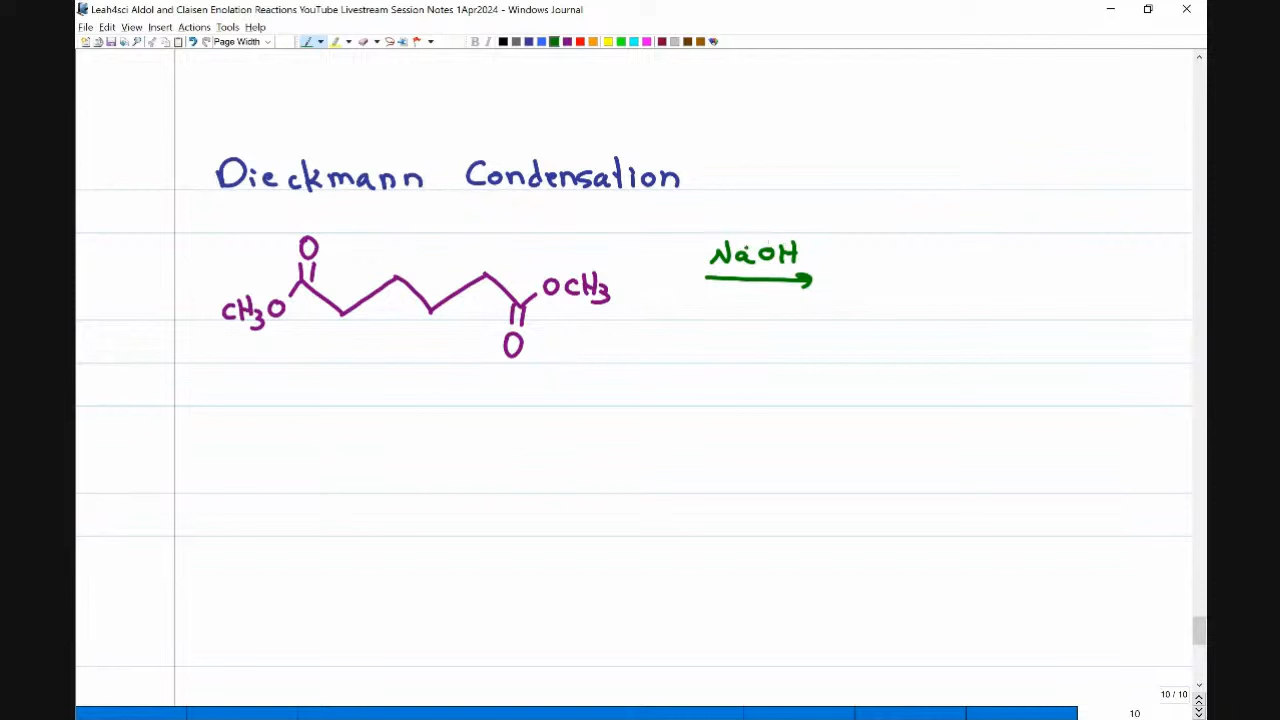 Leah4sci Aldol and Claisen Enolation Reactions YouTube Livestream Session Notes 1Apr2024 - Windows Journal
File Edit View Insert Actions Tools Help
Page Width
B I
Dieckmann Condensation
O
NaOH
OCH3
CH3O
O
10 / 10
10